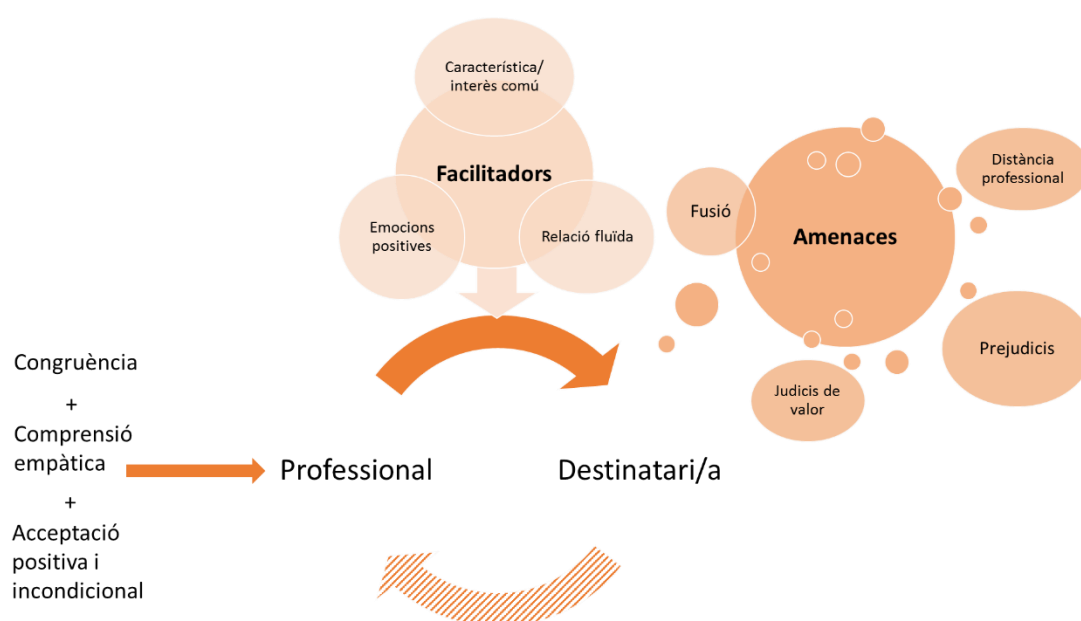 Característica/
interès comú
Facilitadors
Emocions
positives
Relació fluïda
Fusió
Amenaces
Distància
professional
Prejudicis
Judicis de
valor
Congruència
+
Comprensió
empàtica
+
Acceptació
positiva i
incondicional
Professional
Destinatari/a